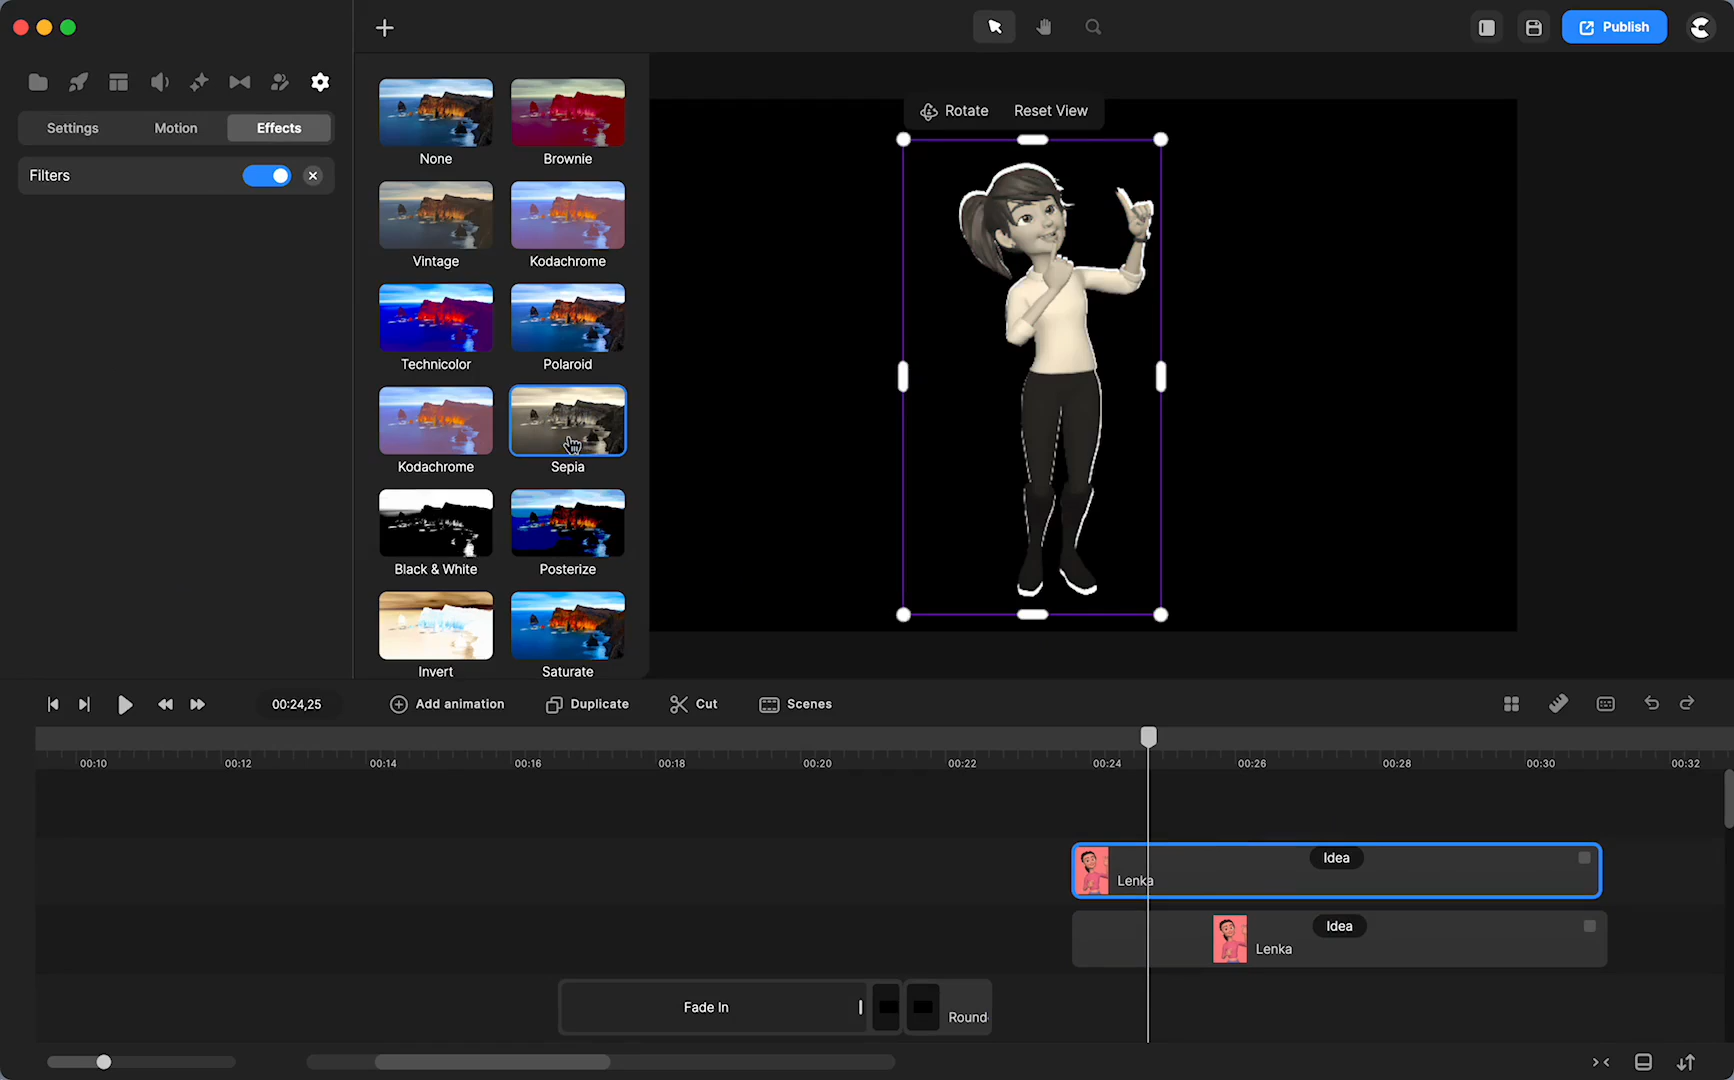 Publish
Settings
Motion
Effects
Filters
None
Brownie
Vintage
Kodachrome
Technicolor
Polaroid
Kodachrome
Sepia
Black & White
Posterize
Invert
Saturate
Rotate
Reset View
00:24,25
Add animation
Duplicate
Cut
Scenes
00:10
00:12
00:14
00:16
00:18
00:20
00:22
00:24
00:26
00:28
00:30
00:32
Idea
Lenka
Idea
Lenka
Fade In
Round